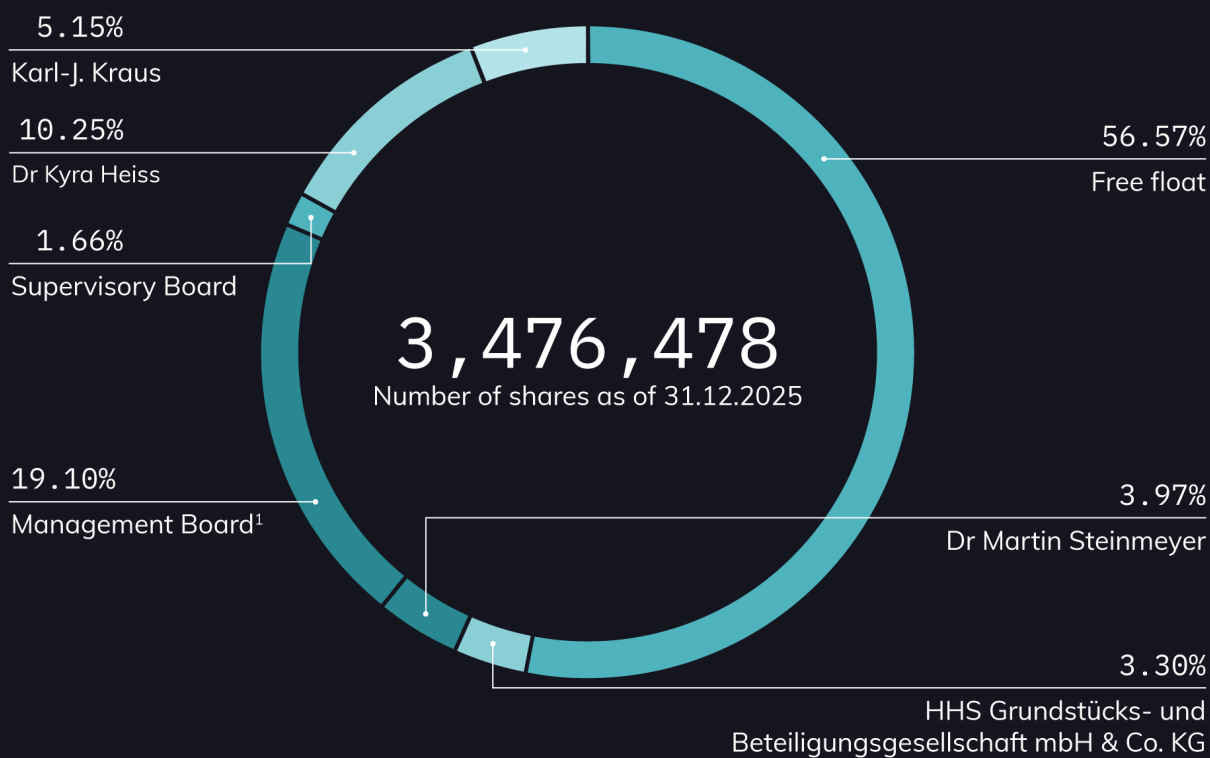 5.15%
Karl-J. Kraus
10.25%
Dr Kyra Heiss
1.66%
Supervisory Board
19.10%
Management Board¹
3,476,478
Number of shares as of 31.12.2025
56.57%
Free float
3.97%
Dr Martin Steinmeyer
3.30%
HHS Grundstücks- und
Beteiligungsgesellschaft mbH & Co. KG